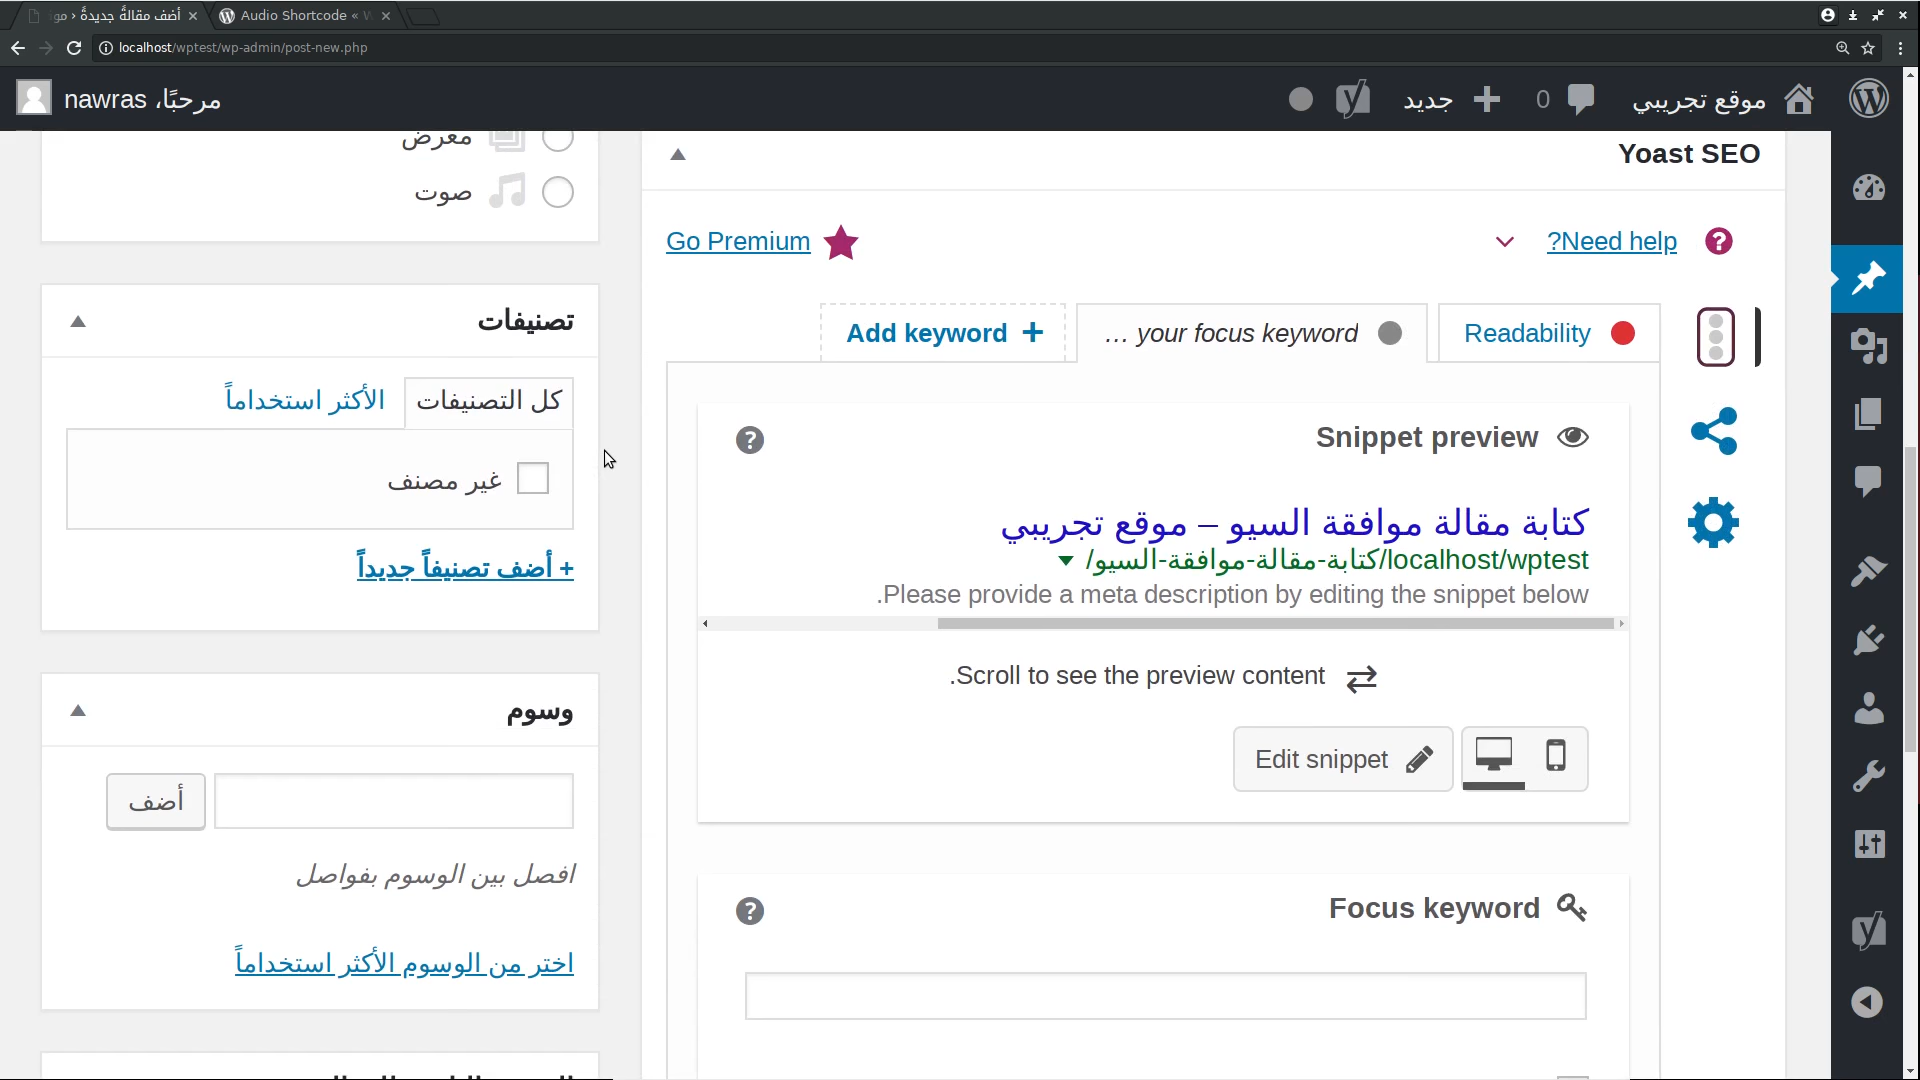 أضف مقالةً جديدةً ‹ مو
Audio Shortcode «
localhost/wptest/wp-admin/post-new.php
موقع تجريبي
0
جديد
مرحبًا، nawras
معرض
صوت
تصنيفات
كل التصنيفات
الأكثر استخداماً
غير مصنف
+ أضف تصنيفاً جديداً
وسوم
أضف
افصل بين الوسوم بفواصل
اختر من الوسوم الأكثر استخداماً
Yoast SEO
?Need help
Go Premium
Readability
… your focus keyword
Add keyword +
Snippet preview
كتابة مقالة موافقة السيو – موقع تجريبي
localhost/wptest/كتابة-مقالة-موافقة-السيو/
.Please provide a meta description by editing the snippet below
.Scroll to see the preview content
Edit snippet
Focus keyword